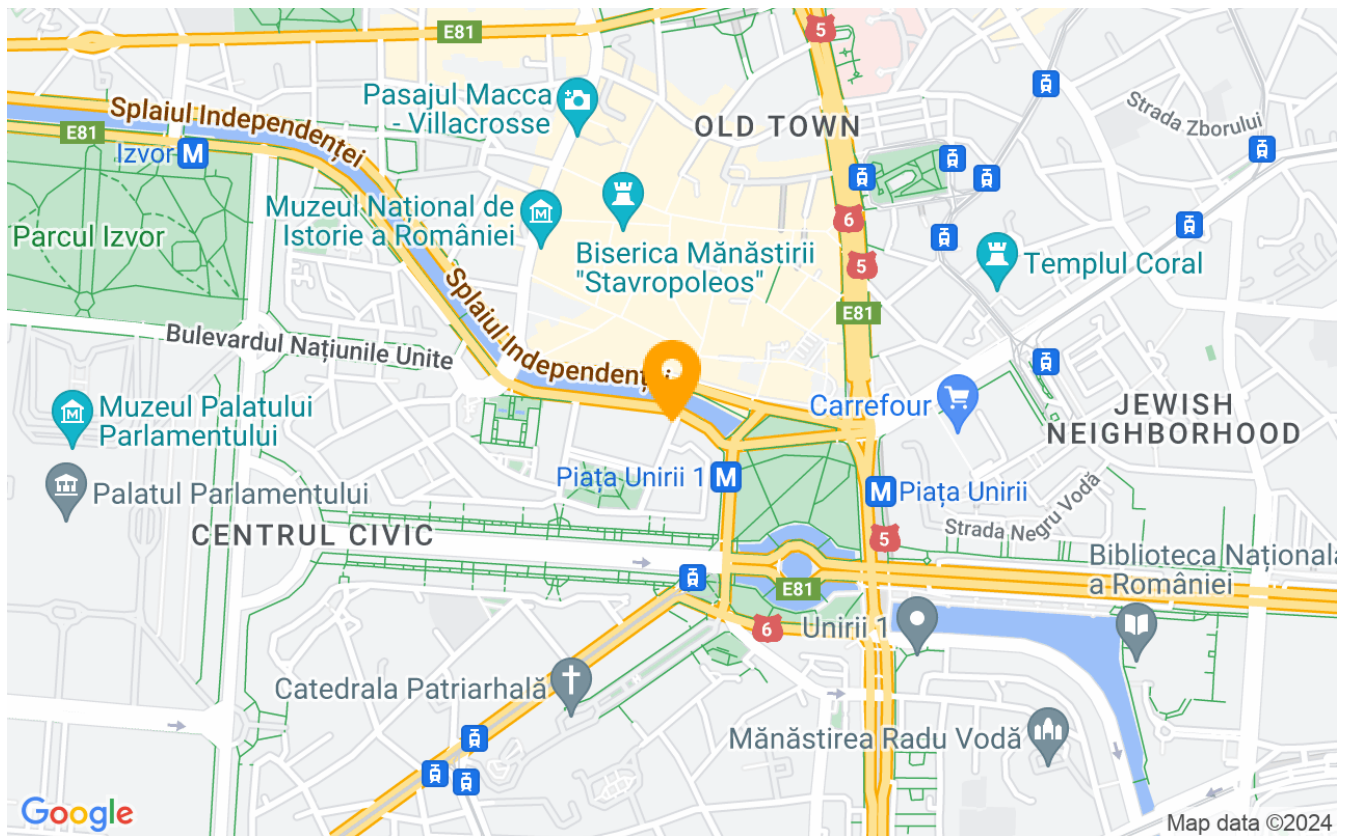 E81
5
Pasajul Macca
- Villacrosse
Splaiul Independenței
OLD TOWN
Strada Zborului
E81
Izvor M
Muzeul Național de
Istorie a României
6
Parcul Izvor
Biserica Mănăstirii
"Stavropoleos"
5
Templul Coral
Splaiul Independenței
E81
Bulevardul Națiunile Unite
Muzeul Palatului
Parlamentului
Carrefour
JEWISH
NEIGHBORHOOD
Piața Unirii 1 M
M Piața Unirii
Palatul Parlamentului
Strada Negru Vodă
CENTRUL CIVIC
5
Biblioteca Naționala
a României
E81
6
Unirii 1
Catedrala Patriarhală
Mănăstirea Radu Vodă
Google
Map data ©2024